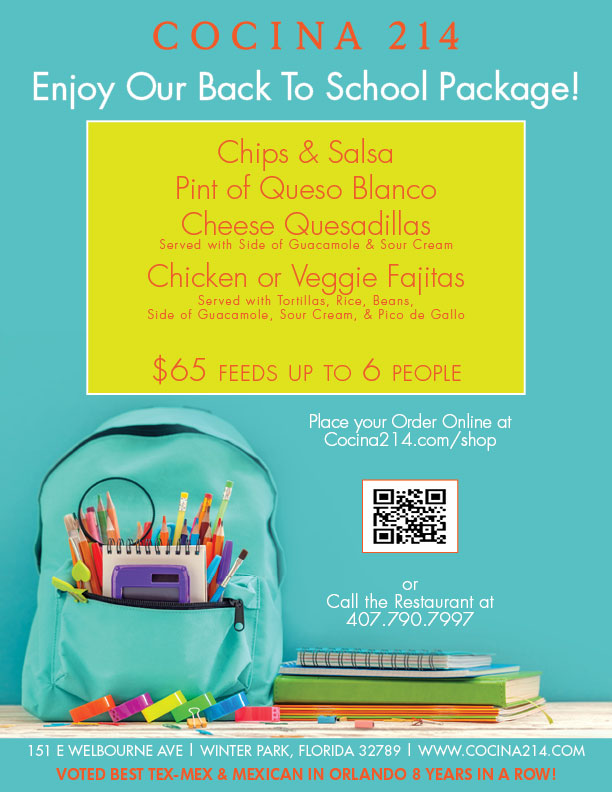 COCINA 214
Enjoy Our Back To School Package!
Chips & Salsa
Pint of Queso Blanco
Cheese Quesadillas
Served with Side of Guacamole & Sour Cream
Chicken or Veggie Fajitas
Served with Tortillas, Rice, Beans,
Side of Guacamole, Sour Cream, & Pico de Gallo
$65 FEEDS UP TO 6 PEOPLE
Place your Order Online at
Cocina214.com/shop
or
Call the Restaurant at
407.790.7997
151 E WELBOURNE AVE | WINTER PARK, FLORIDA 32789 | WWW.COCINA214.COM
VOTED BEST TEX-MEX & MEXICAN IN ORLANDO 8 YEARS IN A ROW!